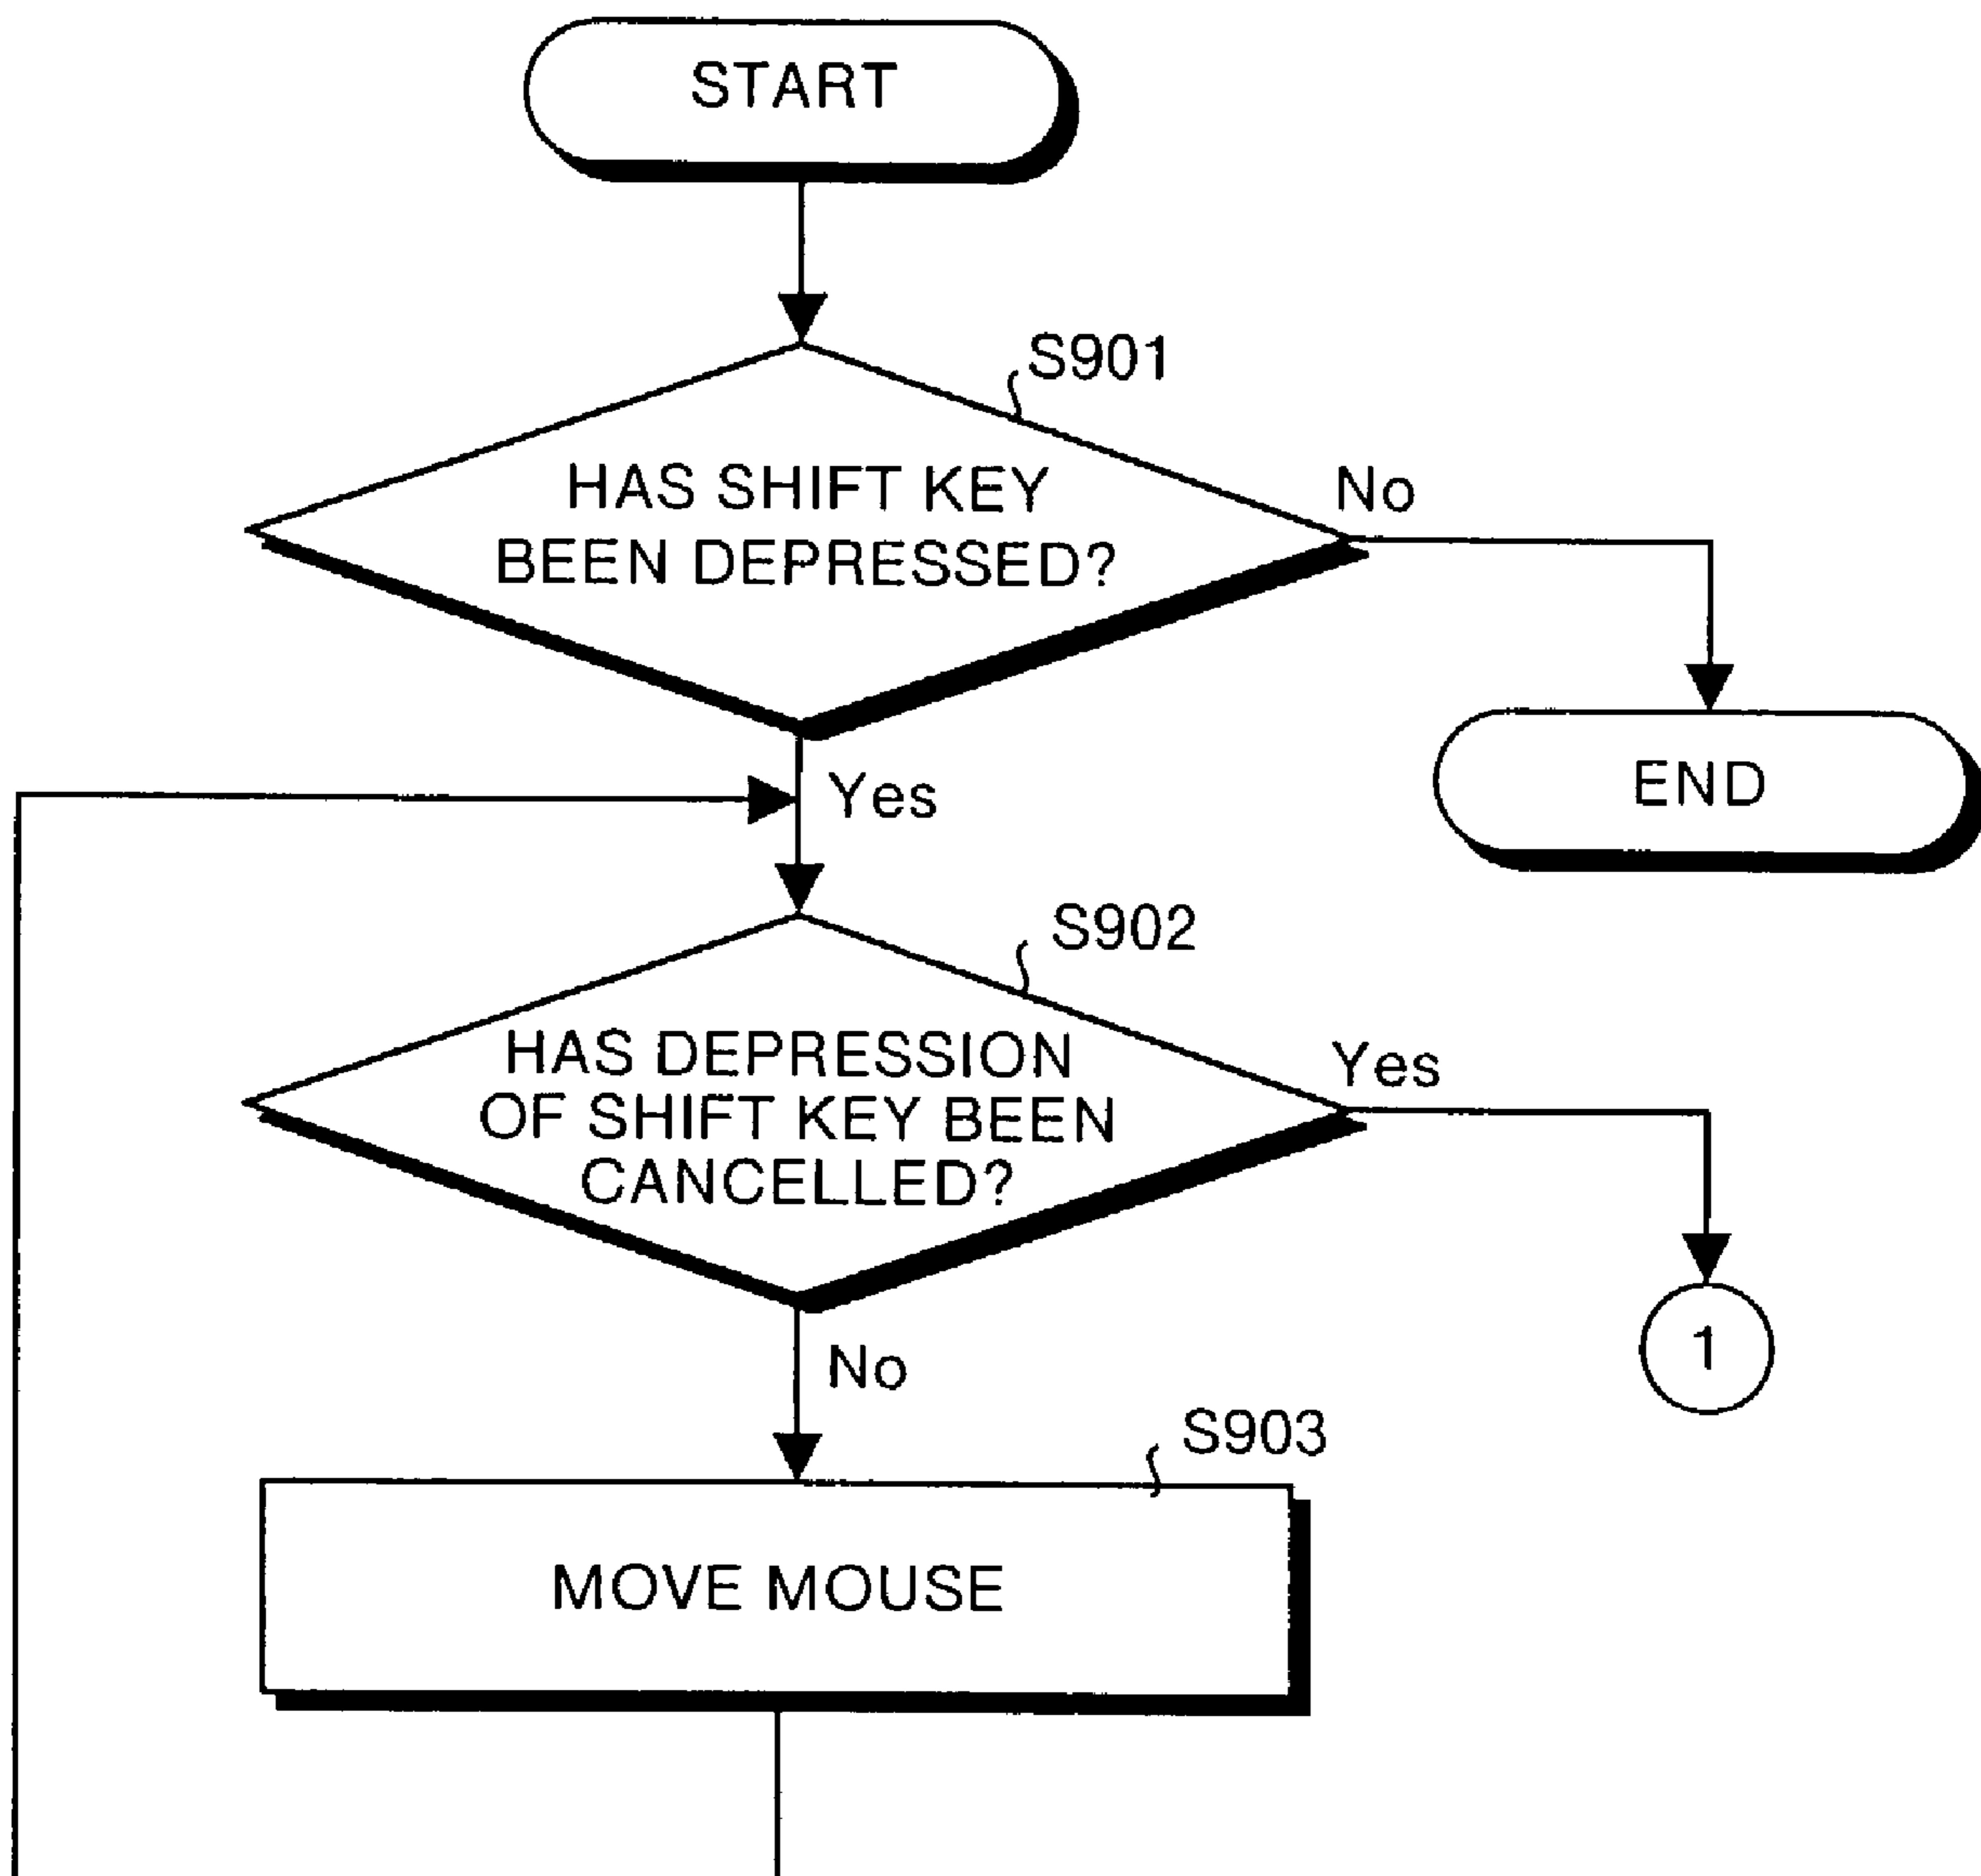 START
S901
HAS SHIFT KEY
BEEN DEPRESSED?
No
Yes
END
S902
HAS DEPRESSION
OF SHIFT KEY BEEN
CANCELLED?
Yes
1
No
S903
MOVE MOUSE